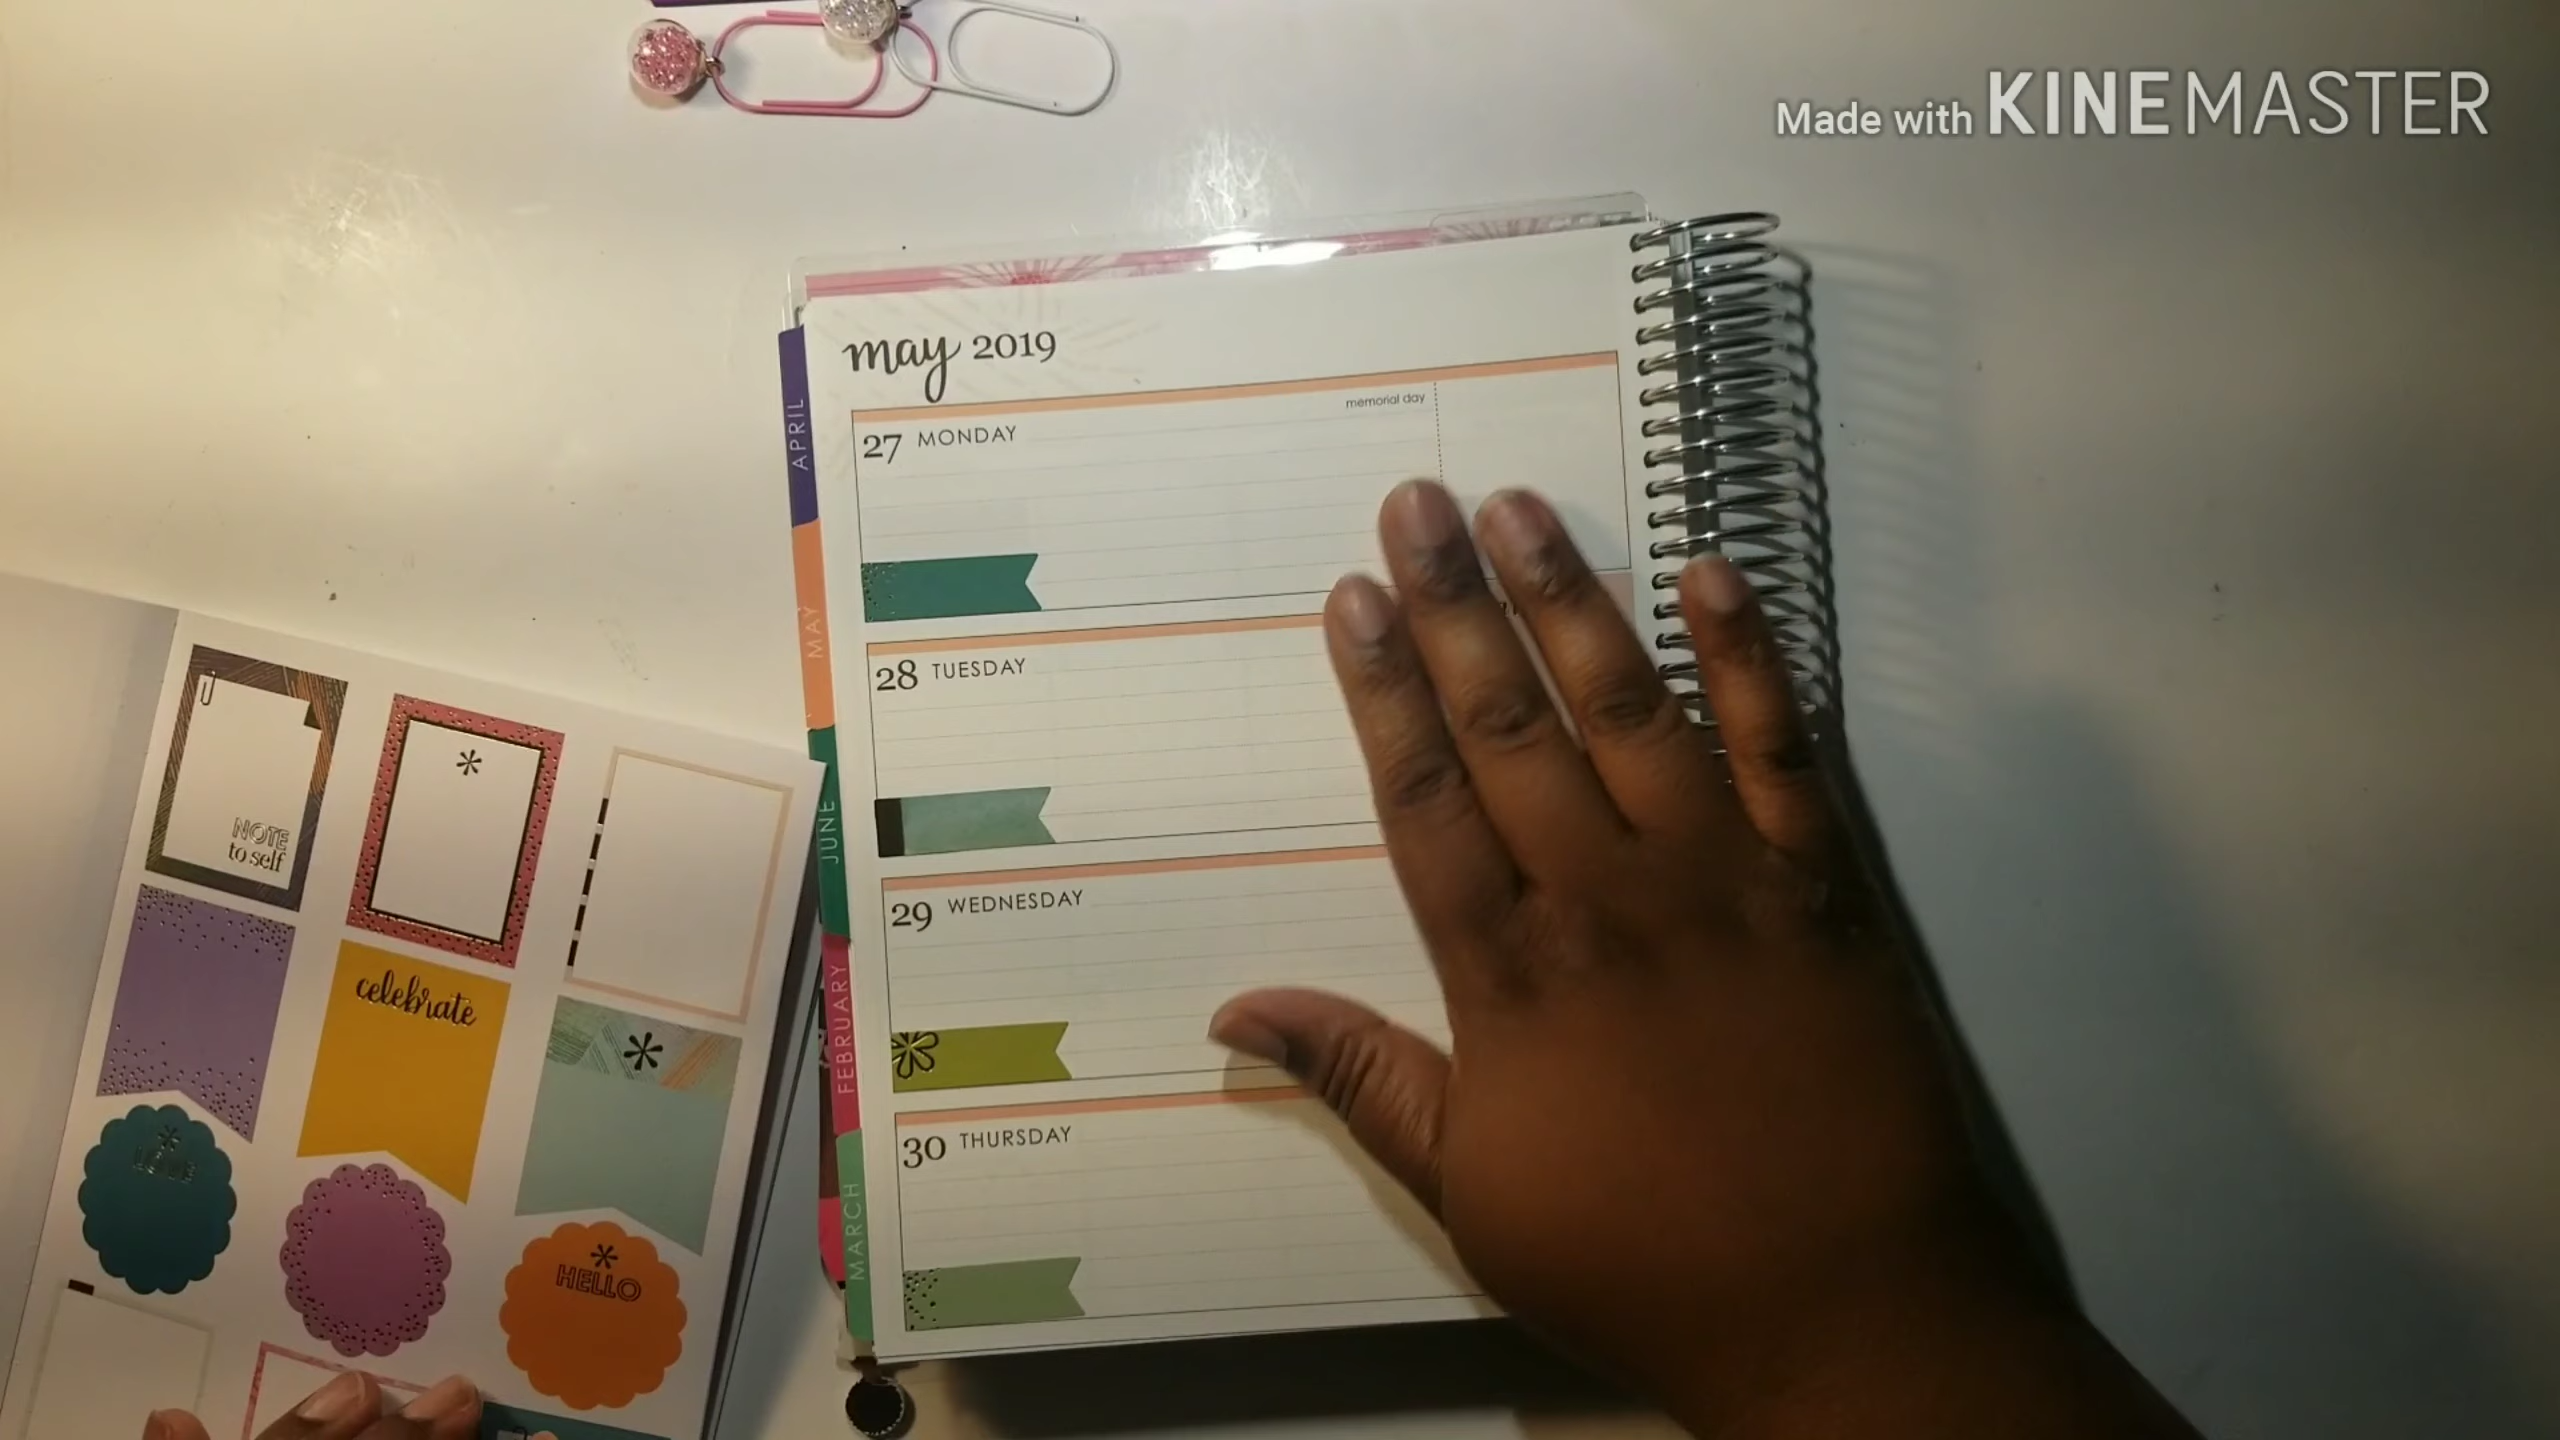 Made with KINEMASTER
may 2019
memorial day
27 MONDAY
28 TUESDAY
29 WEDNESDAY
30 THURSDAY
APRIL
MAY
JUNE
FEBRUARY
MARCH
NOTE
to self
celebrate
HELLO